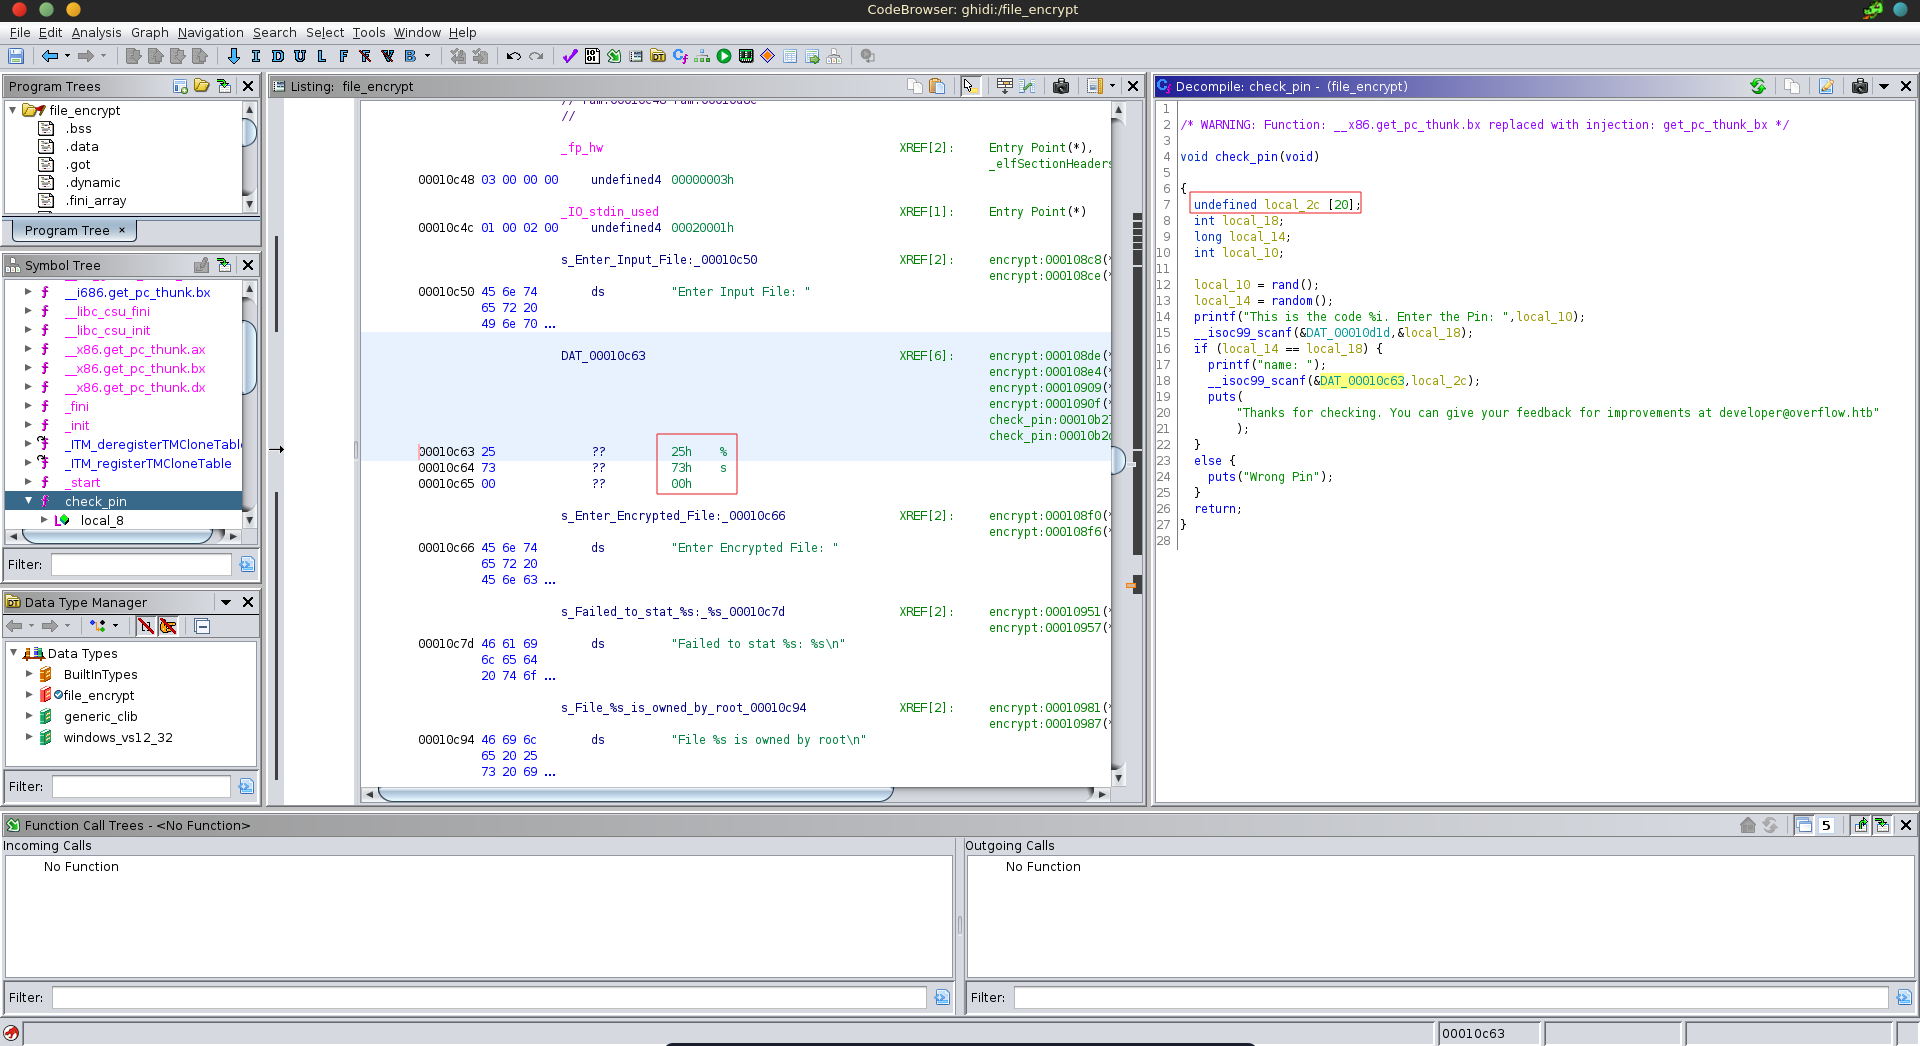 CodeBrowser: ghidi:/file_encrypt
File Edit Analysis Graph Navigation Search Select Tools Window Help
I D U L F R V B
Program Trees
file_encrypt
.bss
.data
.got
.dynamic
.fini_array
Program Tree ×
Symbol Tree
__i686.get_pc_thunk.bx
__libc_csu_fini
__libc_csu_init
__x86.get_pc_thunk.ax
__x86.get_pc_thunk.bx
__x86.get_pc_thunk.dx
_fini
_init
_ITM_deregisterTMCloneTabl
_ITM_registerTMCloneTable
_start
check_pin
local_8
Filter:
Data Type Manager
Data Types
BuiltInTypes
file_encrypt
generic_clib
windows_vs12_32
Filter:
Listing: file_encrypt
//
_fp_hw XREF[2]: Entry Point(*),
_elfSectionHeaders
00010c48 03 00 00 00 undefined4 00000003h
_IO_stdin_used XREF[1]: Entry Point(*)
00010c4c 01 00 02 00 undefined4 00020001h
s_Enter_Input_File:_00010c50 XREF[2]: encrypt:000108c8(*
encrypt:000108ce(*
00010c50 45 6e 74 ds "Enter Input File: "
65 72 20
49 6e 70 ...
DAT_00010c63 XREF[6]: encrypt:000108de(*
encrypt:000108e4(*
encrypt:00010909(*
encrypt:0001090f(*
check_pin:00010b27
check_pin:00010b2d
00010c63 25 ?? 25h %
00010c64 73 ?? 73h s
00010c65 00 ?? 00h
s_Enter_Encrypted_File:_00010c66 XREF[2]: encrypt:000108f0(*
encrypt:000108f6(*
00010c66 45 6e 74 ds "Enter Encrypted File: "
65 72 20
45 6e 63 ...
s_Failed_to_stat_%s:_%s_00010c7d XREF[2]: encrypt:00010951(*
encrypt:00010957(*
00010c7d 46 61 69 ds "Failed to stat %s: %s\n"
6c 65 64
20 74 6f ...
s_File_%s_is_owned_by_root_00010c94 XREF[2]: encrypt:00010981(*
encrypt:00010987(*
00010c94 46 69 6c ds "File %s is owned by root\n"
65 20 25
73 20 69 ...
Decompile: check_pin - (file_encrypt)
1
2 /* WARNING: Function: __x86.get_pc_thunk.bx replaced with injection: get_pc_thunk_bx */
3
4 void check_pin(void)
5
6 {
7 undefined local_2c [20];
8 int local_18;
9 long local_14;
10 int local_10;
11
12 local_10 = rand();
13 local_14 = random();
14 printf("This is the code %i. Enter the Pin: ",local_10);
15 __isoc99_scanf(&DAT_00010d1d,&local_18);
16 if (local_14 == local_18) {
17 printf("name: ");
18 __isoc99_scanf(&DAT_00010c63,local_2c);
19 puts(
20 "Thanks for checking. You can give your feedback for improvements at developer@overflow.htb"
21 );
22 }
23 else {
24 puts("Wrong Pin");
25 }
26 return;
27 }
28
Function Call Trees - <No Function>
5
Incoming Calls
No Function
Filter:
Outgoing Calls
No Function
Filter:
00010c63